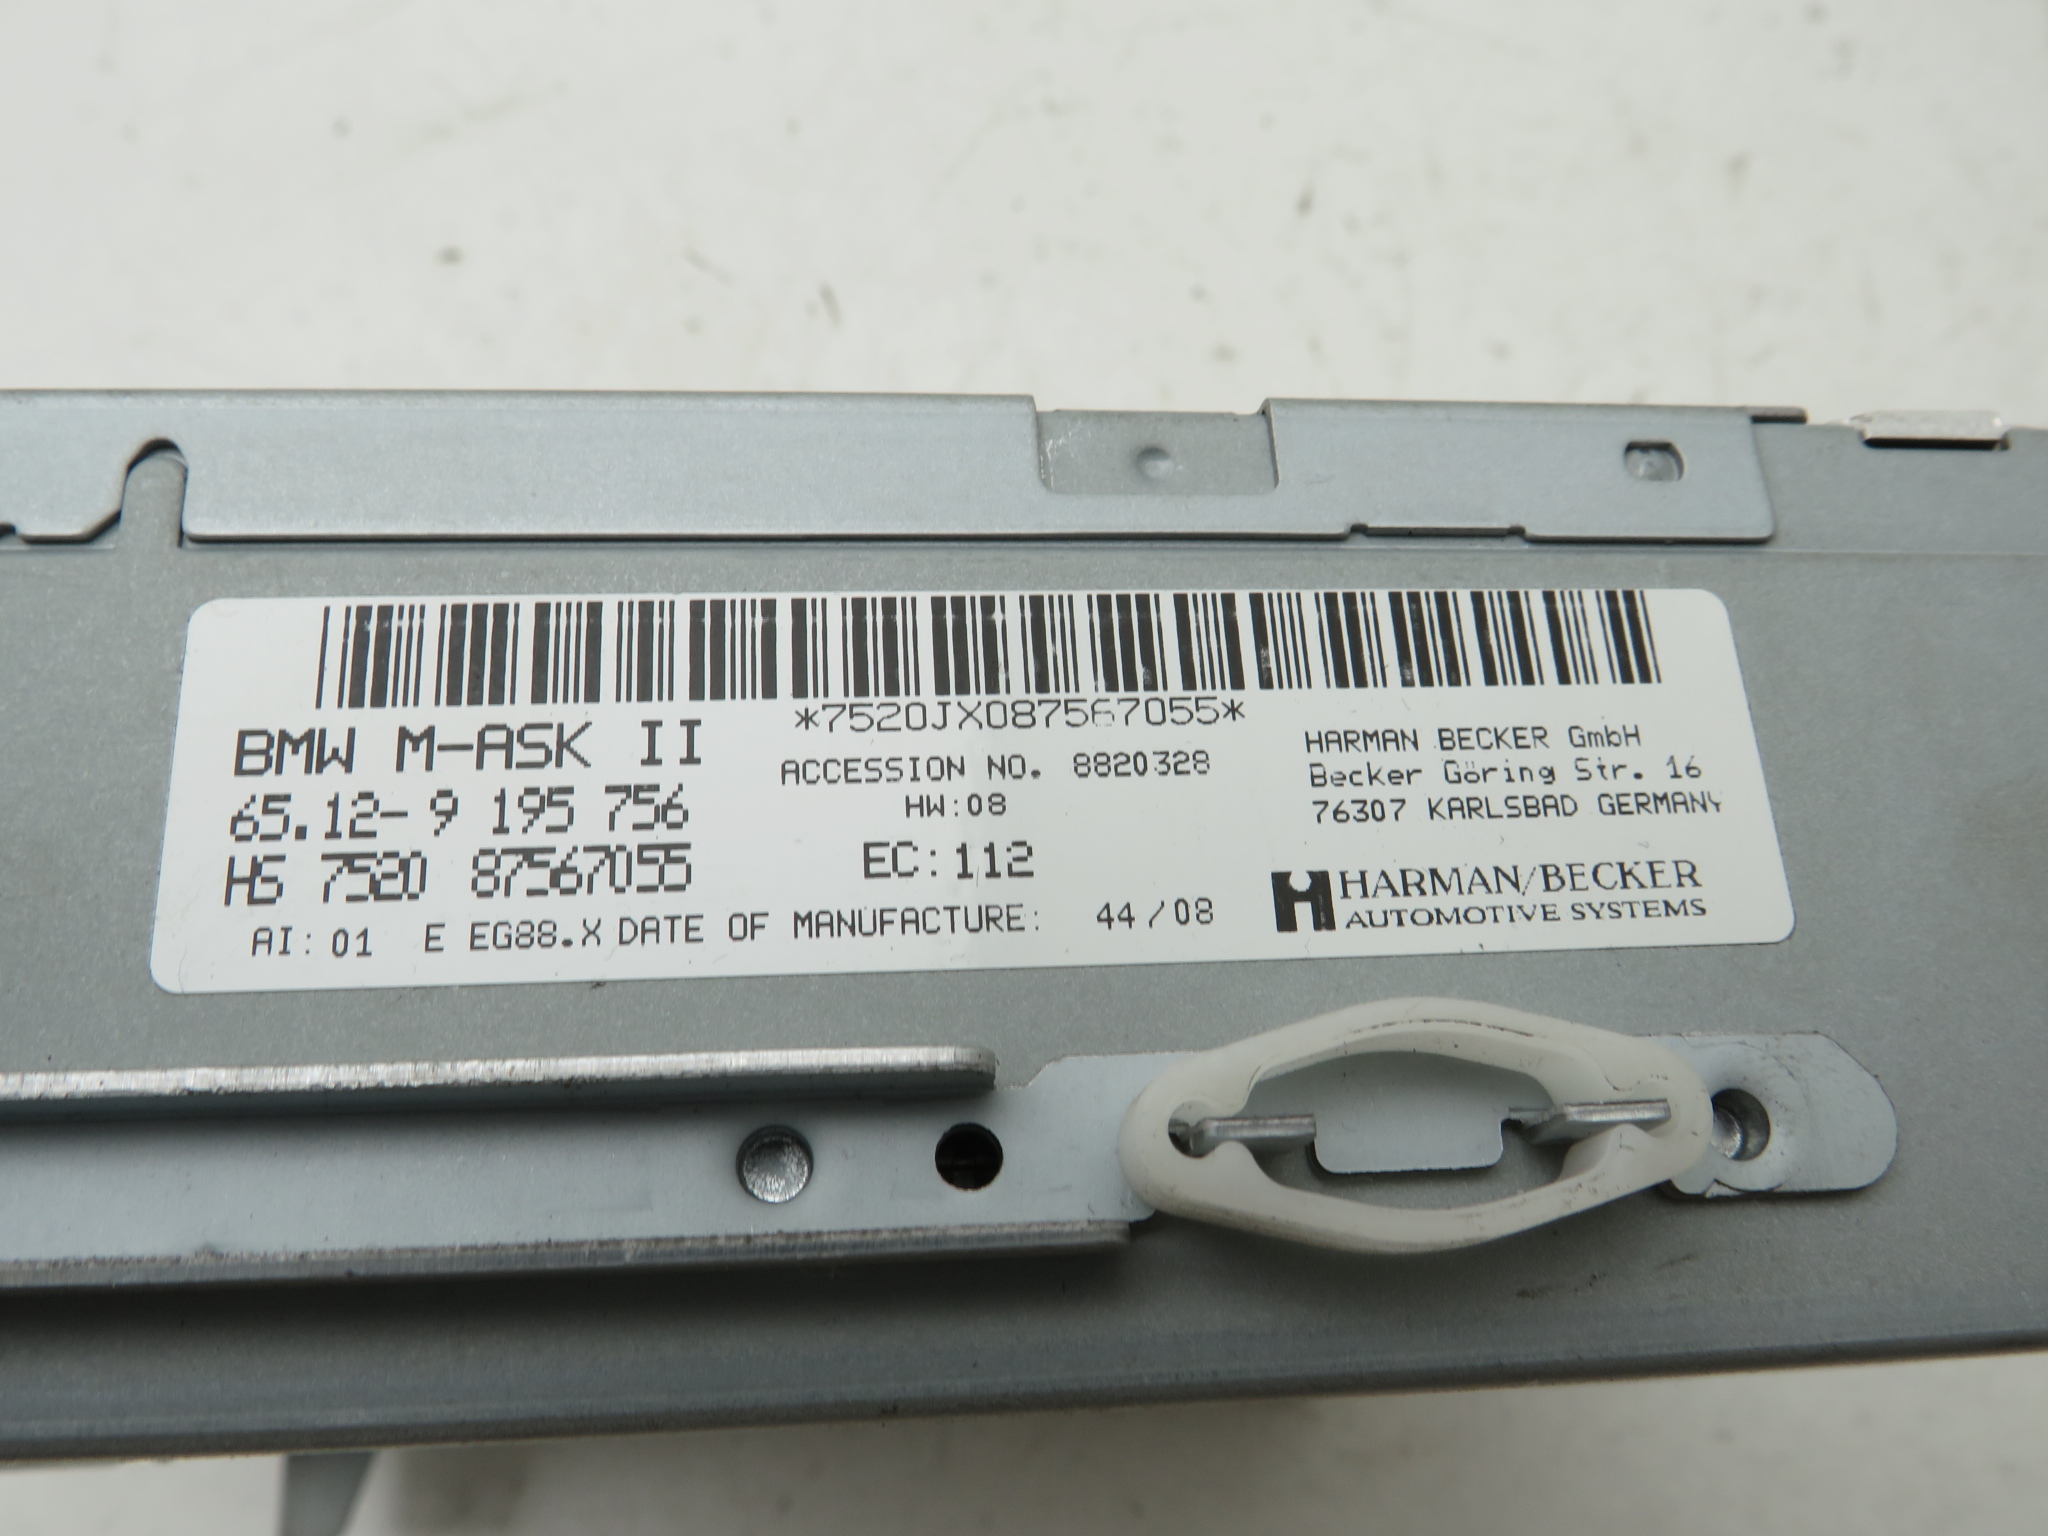 *7520JX087567055*
BMW M-ASK II
65.12- 9 195 756
HS 7520 87567055
AI: 01 E EG88.X DATE OF MANUFACTURE: 44/08
ACCESSION NO. 8820328
HW:08
EC:112
HARMAN BECKER GmbH
Becker Göring Str. 16
76307 KARLSBAD GERMANY
HARMAN/BECKER
AUTOMOTIVE SYSTEMS